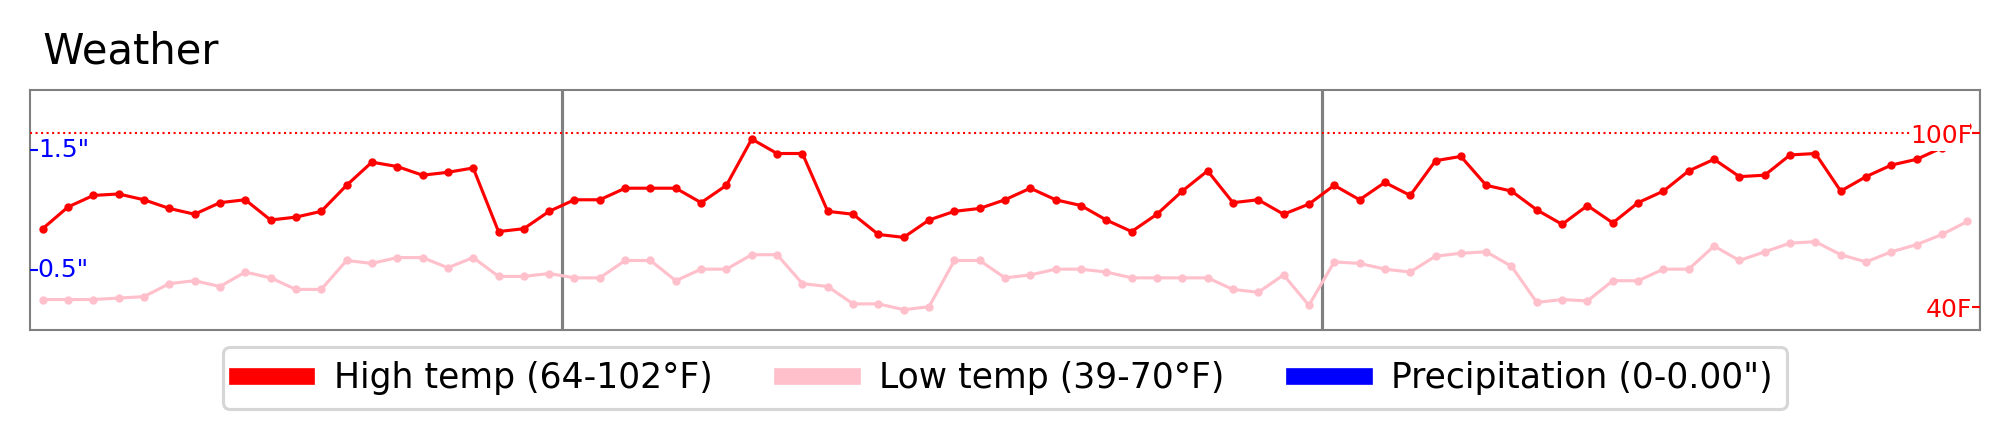 Weather
1.5"
100F
0.5"
40F
High temp (64-102°F) Low temp (39-70°F) Precipitation (0-0.00")